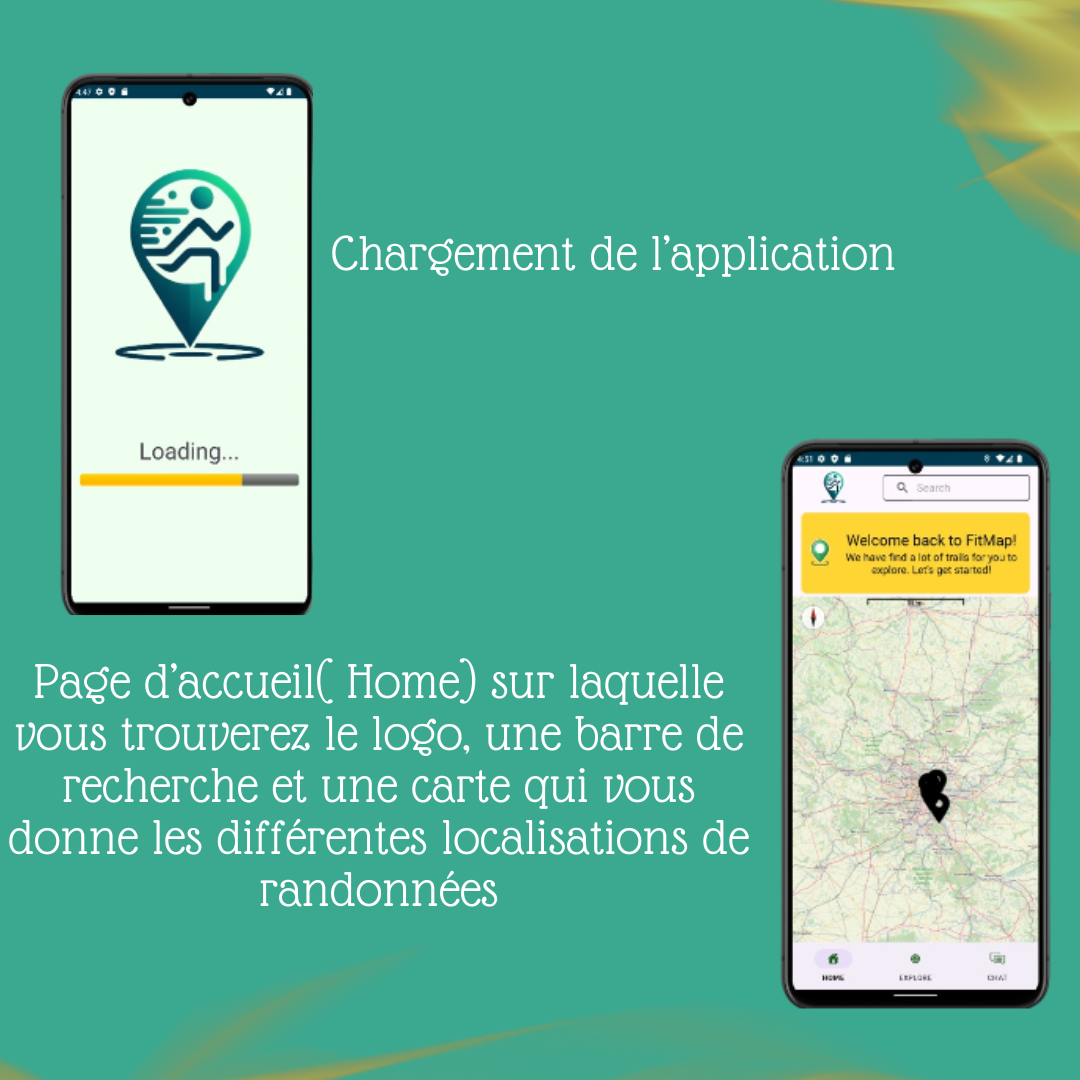 4:47
Chargement de l'application
Loading...
4:51
Search
Welcome back to FitMap!
We have find a lot of trails for you to
explore. Let's get started!
Page d'accueil( Home) sur laquelle
vous trouverez le logo, une barre de
recherche et une carte qui vous
donne les différentes localisations de
randonnées
HOME
EXPLORE
CHAT